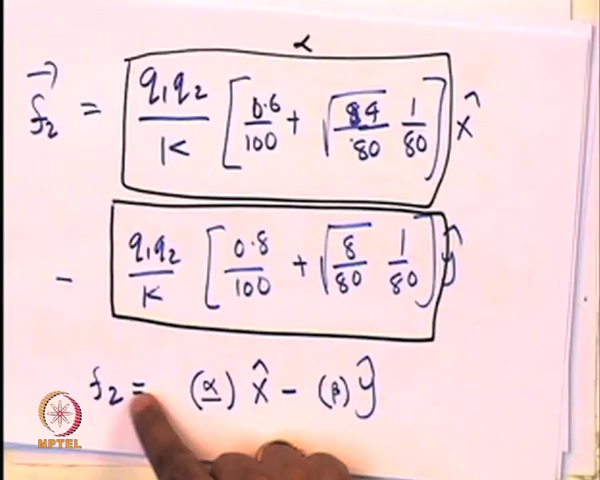 α
f₂→ = q₁q₂/K [0.6/100 + √(84/80) 1/80] x̂
- q₁q₂/K [0.8/100 + √(8/80) 1/80] ŷ
f₂ = (α) x̂ - (β) ŷ
NPTEL